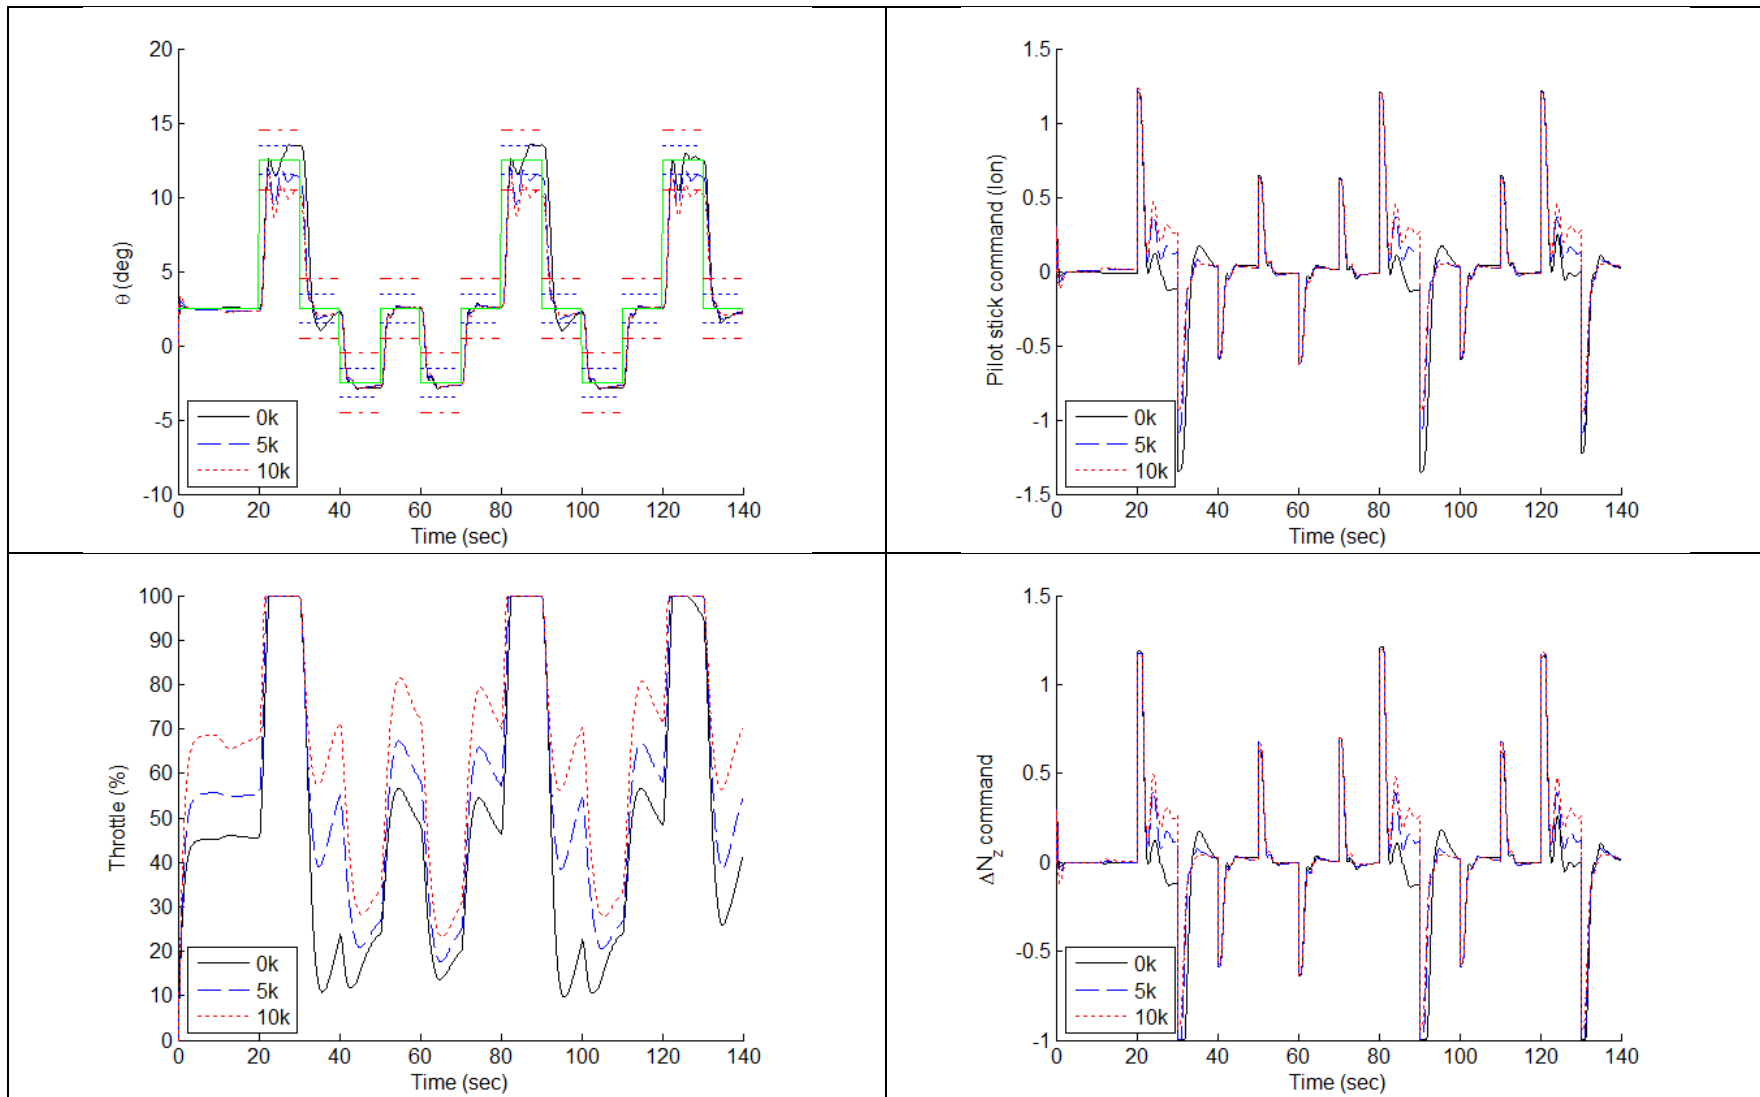 20
15
10
5
0
-5
-10
θ (deg)
0k
5k
10k
0 20 40 60 80 100 120 140
Time (sec)
1.5
1
0.5
0
-0.5
-1
-1.5
Pilot stick command (lon)
0k
5k
10k
0 20 40 60 80 100 120 140
Time (sec)
100
90
80
70
60
50
40
30
20
10
0
Throttle (%)
0k
5k
10k
0 20 40 60 80 100 120 140
Time (sec)
1.5
1
0.5
0
-0.5
-1
ΔNz command
0k
5k
10k
0 20 40 60 80 100 120 140
Time (sec)